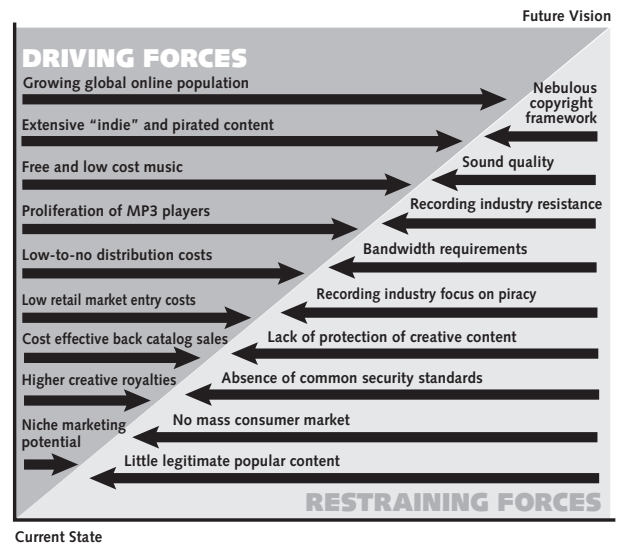 Future Vision
DRIVING FORCES
Growing global online population
Nebulous
copyright
framework
Extensive “indie” and pirated content
Sound quality
Free and low cost music
Recording industry resistance
Proliferation of MP3 players
Bandwidth requirements
Low-to-no distribution costs
Recording industry focus on piracy
Low retail market entry costs
Lack of protection of creative content
Cost effective back catalog sales
Absence of common security standards
Higher creative royalties
No mass consumer market
Niche marketing
potential
Little legitimate popular content
RESTRAINING FORCES
Current State